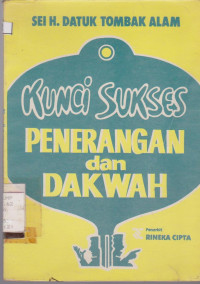 SEI H. DATUK TOMBAK ALAM
KUNCI SUKSES
PENERANGAN
dan
DAKWAH
Penerbit
RINEKA CIPTA